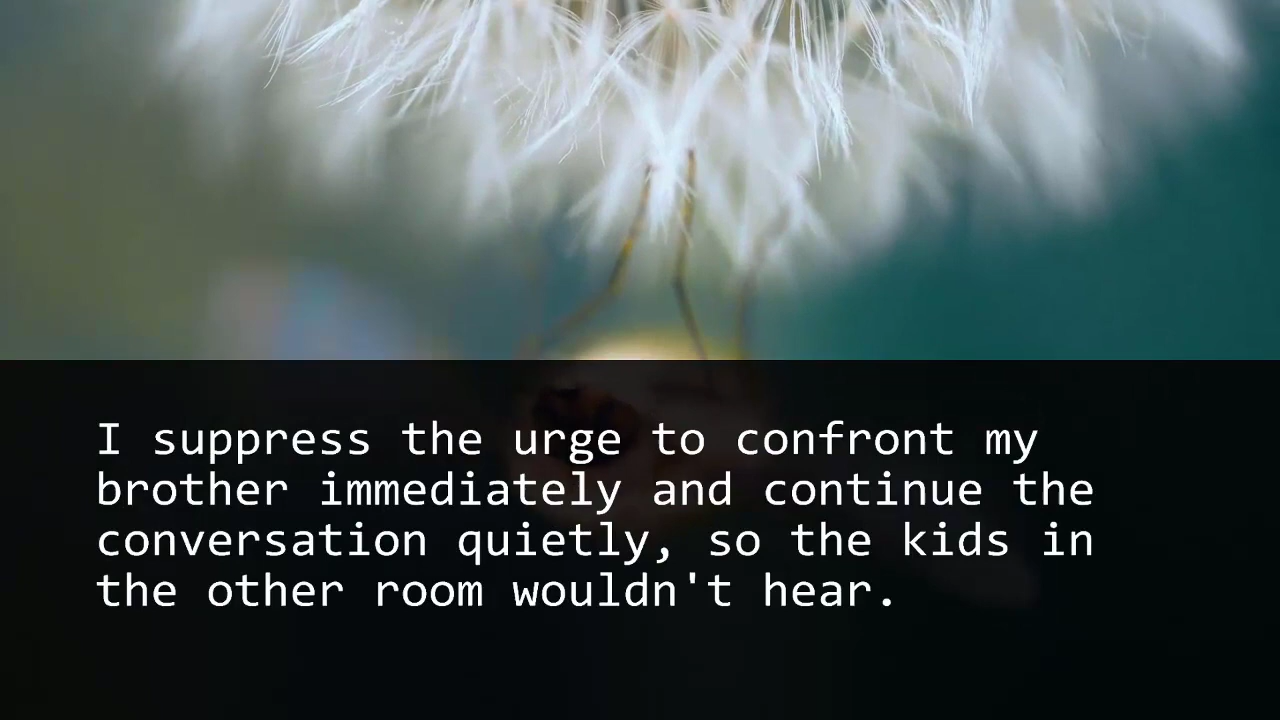 I suppress the urge to confront my
brother immediately and continue the
conversation quietly, so the kids in
the other room wouldn't hear.